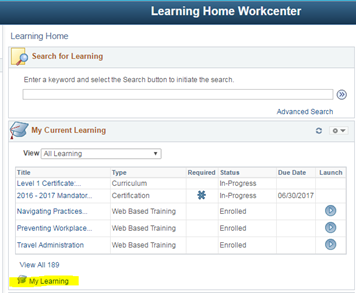 Learning Home Workcenter
Learning Home
Search for Learning
Enter a keyword and select the Search button to initiate the search.
Advanced Search
My Current Learning
View All Learning
Title Type Required Status Due Date Launch
Level 1 Certificate:... Curriculum In-Progress
2016 - 2017 Mandator... Certification In-Progress 06/30/2017
Navigating Practices... Web Based Training Enrolled
Preventing Workplace... Web Based Training Enrolled
Travel Administration Web Based Training Enrolled
View All 189
My Learning